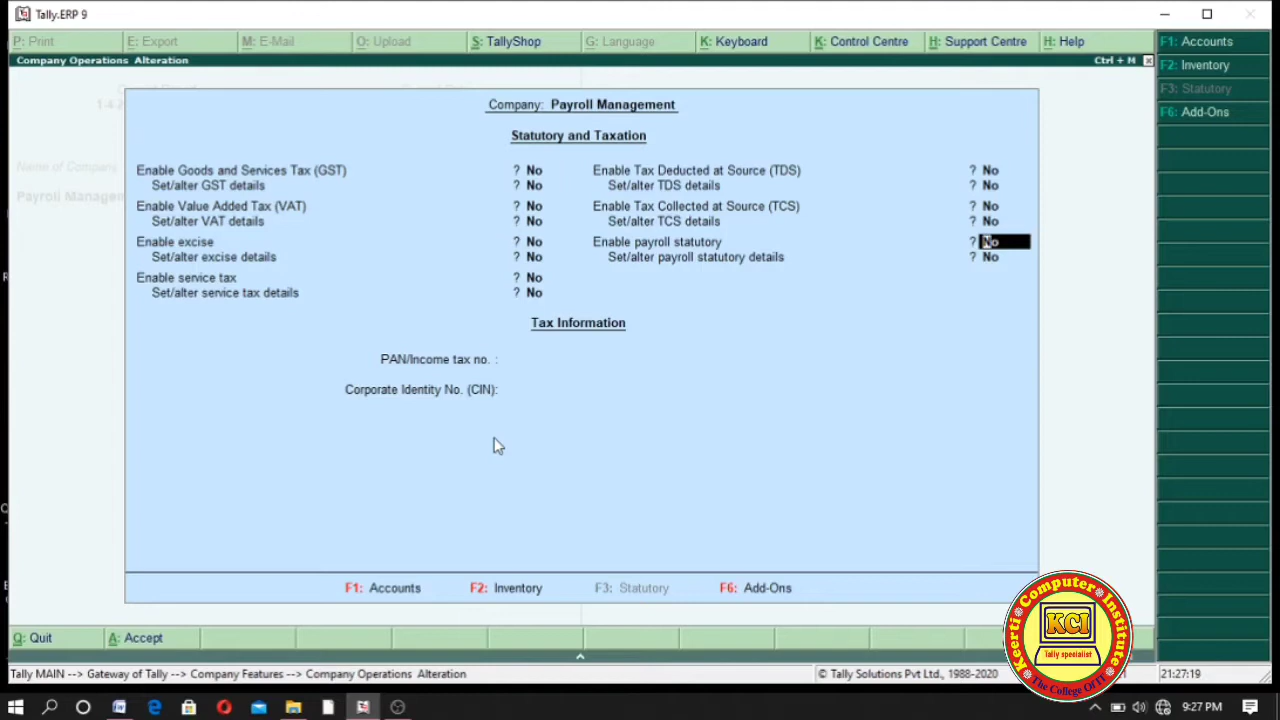 Tally.ERP 9
P: Print E: Export M: E-Mail O: Upload S: TallyShop G: Language K: Keyboard K: Control Centre H: Support Centre H: Help
F1: Accounts
F2: Inventory
F3: Statutory
F6: Add-Ons
Company Operations Alteration Ctrl + M
Name of Company
Company: Payroll Management
Statutory and Taxation
Enable Goods and Services Tax (GST) ? No
Set/alter GST details ? No
Enable Value Added Tax (VAT) ? No
Set/alter VAT details ? No
Enable excise ? No
Set/alter excise details ? No
Enable service tax ? No
Set/alter service tax details ? No
Enable Tax Deducted at Source (TDS) ? No
Set/alter TDS details ? No
Enable Tax Collected at Source (TCS) ? No
Set/alter TCS details ? No
Enable payroll statutory ? No
Set/alter payroll statutory details ? No
Tax Information
PAN/Income tax no. :
Corporate Identity No. (CIN):
F1: Accounts F2: Inventory F3: Statutory F6: Add-Ons
Q: Quit A: Accept
Tally MAIN --> Gateway of Tally --> Company Features --> Company Operations Alteration
© Tally Solutions Pvt Ltd., 1988-2020
21:27:19
Keerti Computer Institute
KCI
Tally specialist
The College Of IT
9:27 PM